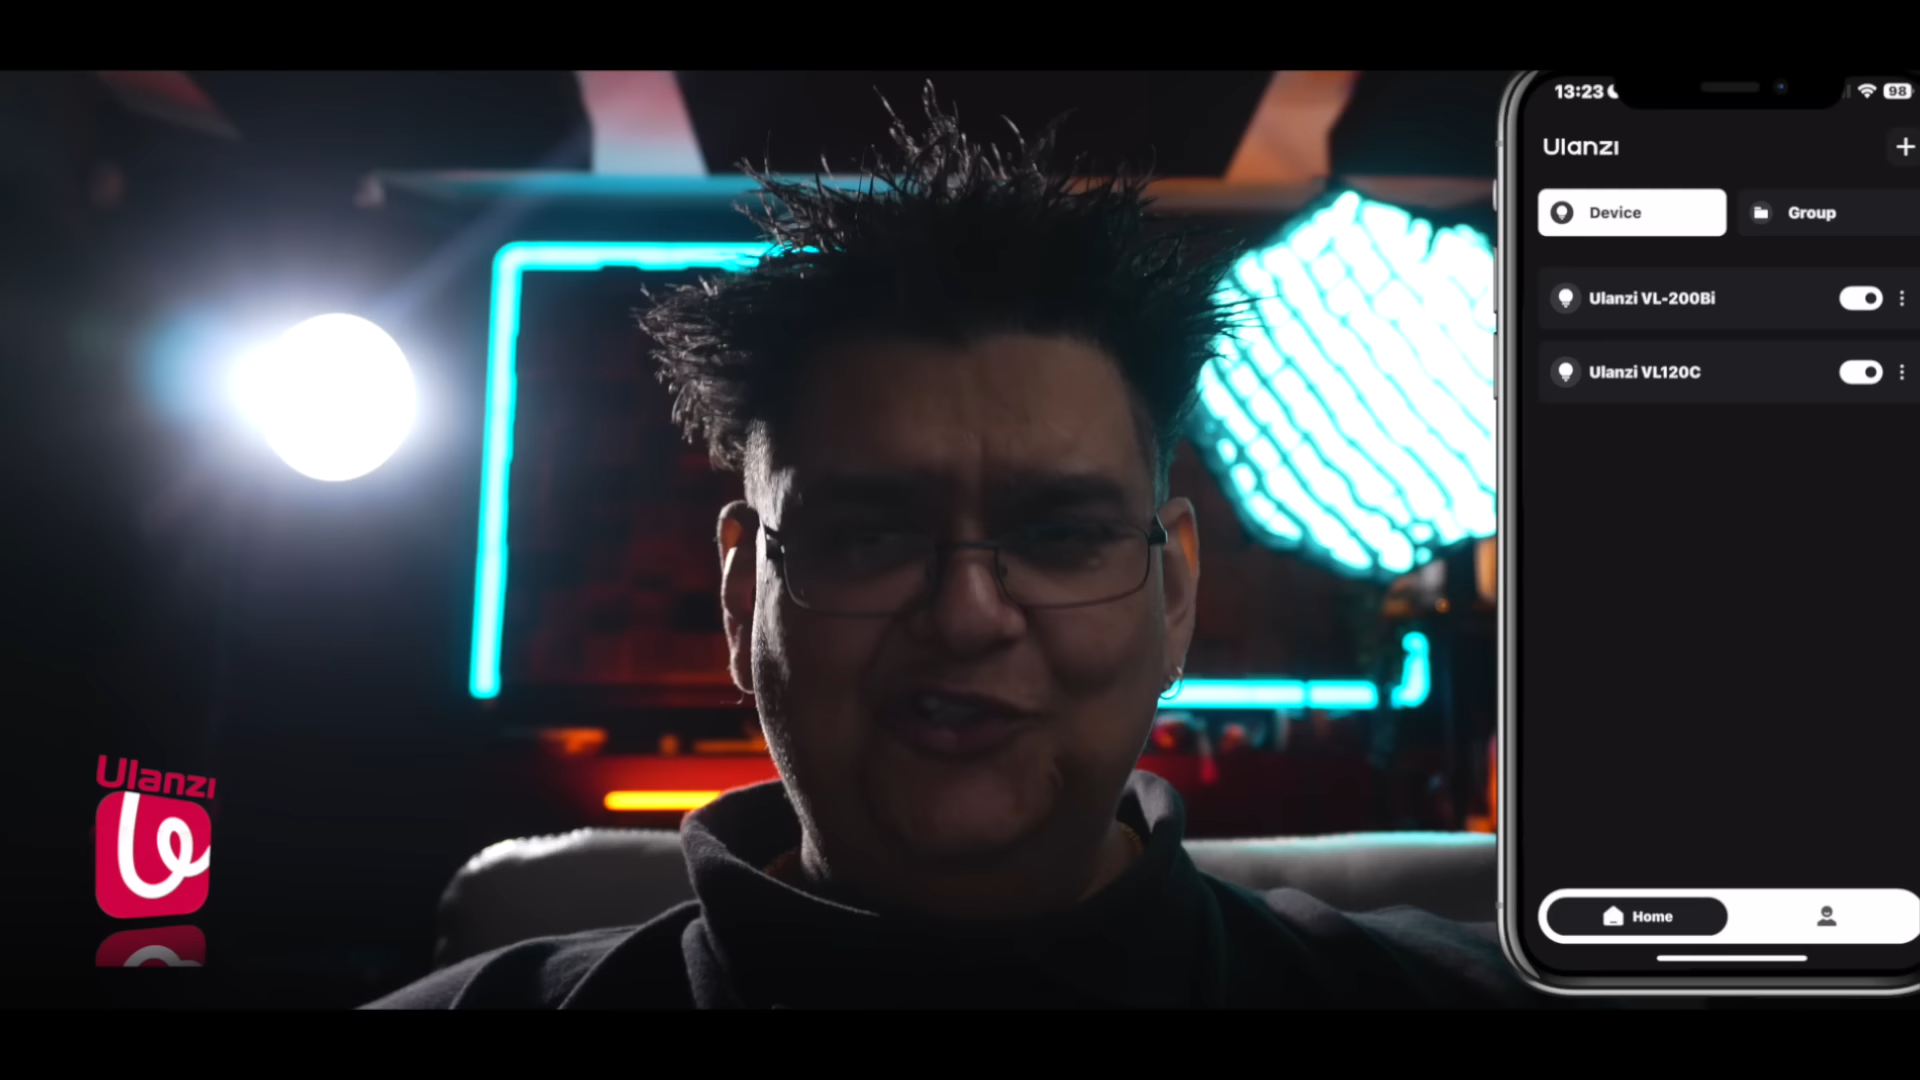 13:23
98
Ulanzi
+
Device
Group
Ulanzi VL-200Bi
Ulanzi VL120C
Ulanzi
Home